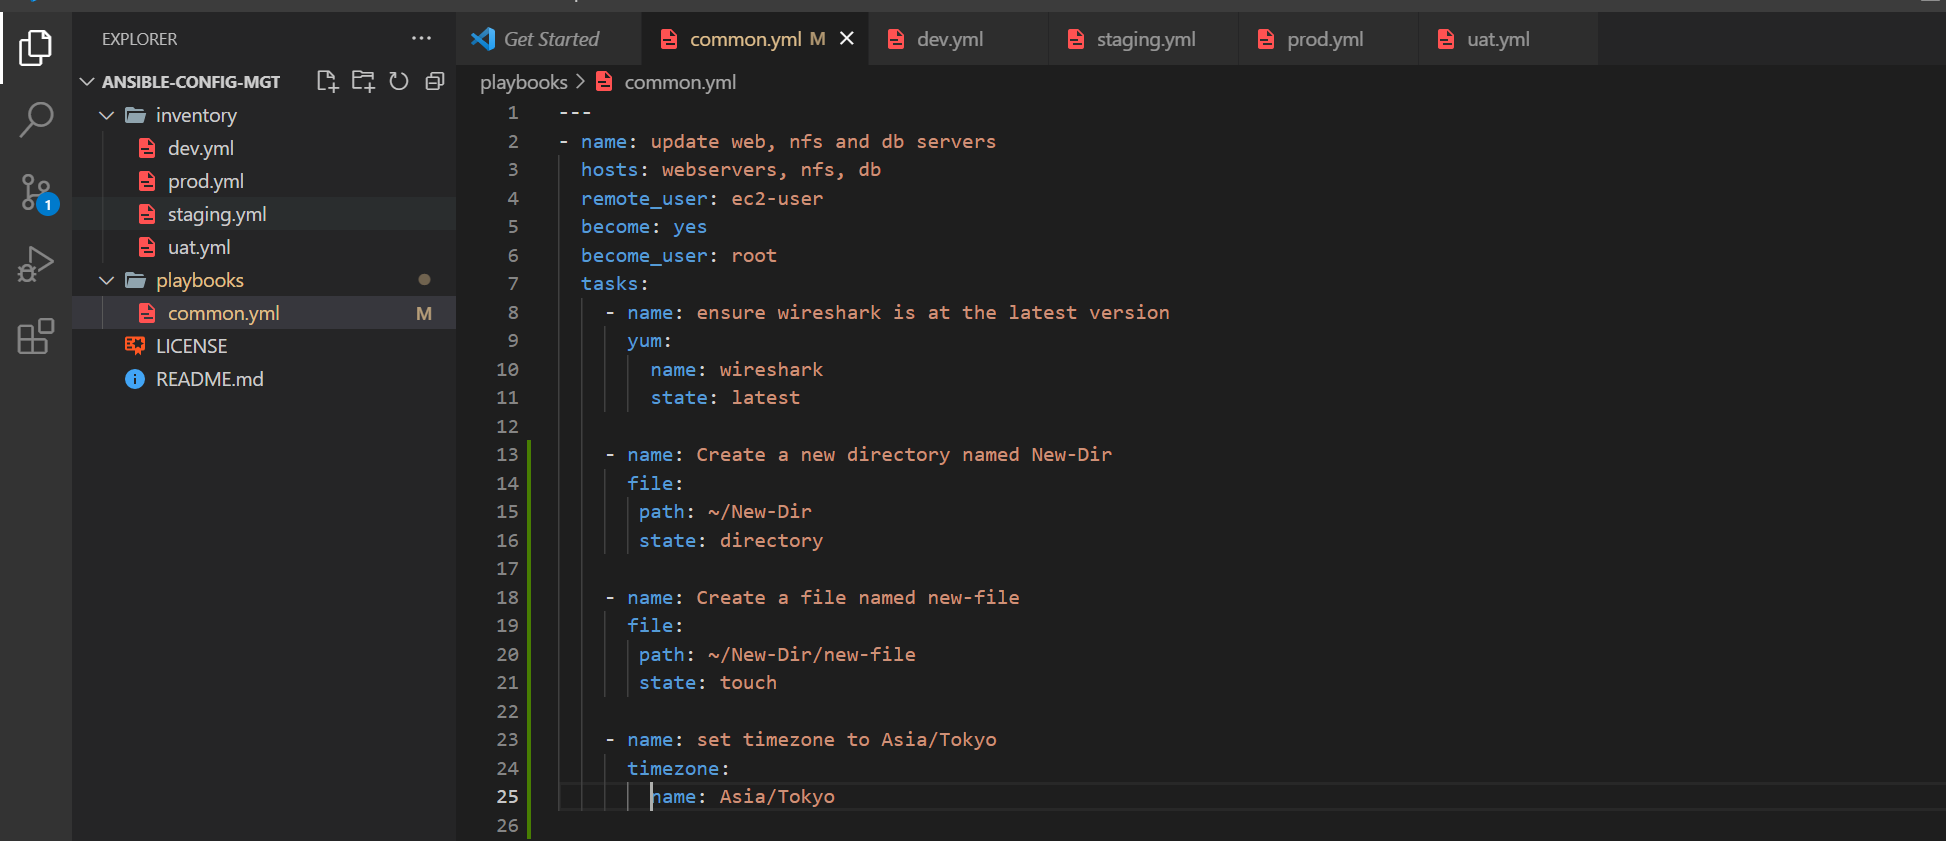 EXPLORER
ANSIBLE-CONFIG-MGT
inventory
dev.yml
prod.yml
staging.yml
uat.yml
playbooks
common.yml M
LICENSE
README.md
1
Get Started common.yml M dev.yml staging.yml prod.yml uat.yml
playbooks > common.yml
1 ---
2 - name: update web, nfs and db servers
3 hosts: webservers, nfs, db
4 remote_user: ec2-user
5 become: yes
6 become_user: root
7 tasks:
8 - name: ensure wireshark is at the latest version
9 yum:
10 name: wireshark
11 state: latest
12
13 - name: Create a new directory named New-Dir
14 file:
15 path: ~/New-Dir
16 state: directory
17
18 - name: Create a file named new-file
19 file:
20 path: ~/New-Dir/new-file
21 state: touch
22
23 - name: set timezone to Asia/Tokyo
24 timezone:
25 name: Asia/Tokyo
26